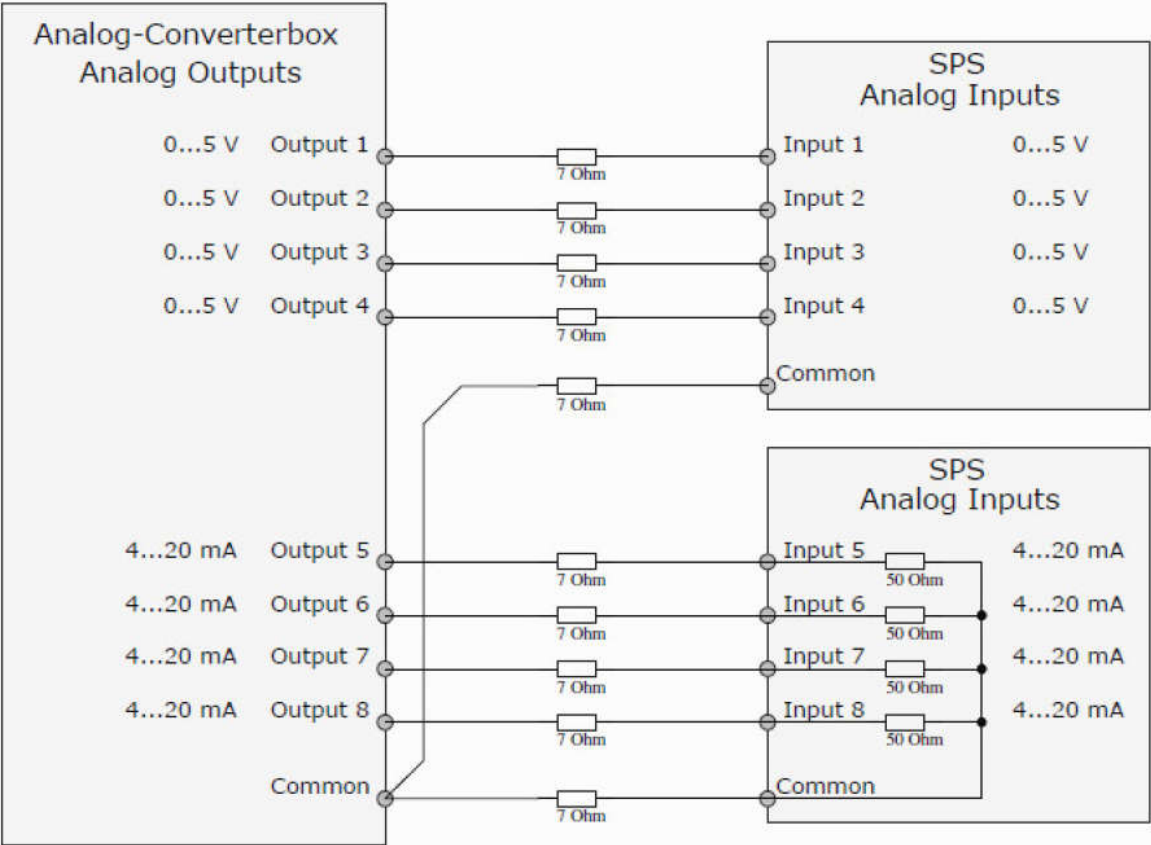 Analog-Converterbox
Analog Outputs
SPS
Analog Inputs
0...5 V Output 1 Input 1 0...5 V
7 Ohm
0...5 V Output 2 Input 2 0...5 V
7 Ohm
0...5 V Output 3 Input 3 0...5 V
7 Ohm
0...5 V Output 4 Input 4 0...5 V
7 Ohm
Common
7 Ohm
SPS
Analog Inputs
4...20 mA Output 5 Input 5 4...20 mA
7 Ohm 50 Ohm
4...20 mA Output 6 Input 6 4...20 mA
7 Ohm 50 Ohm
4...20 mA Output 7 Input 7 4...20 mA
7 Ohm 50 Ohm
4...20 mA Output 8 Input 8 4...20 mA
7 Ohm 50 Ohm
Common Common
7 Ohm